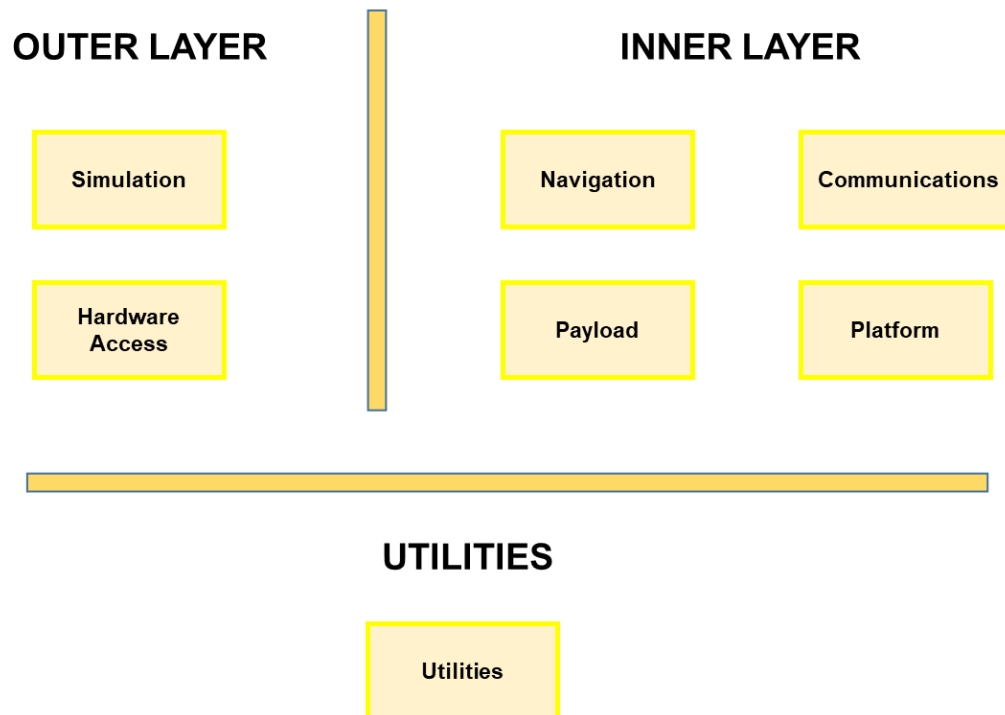 OUTER LAYER
INNER LAYER
Simulation
Navigation
Communications
Hardware
Access
Payload
Platform
UTILITIES
Utilities